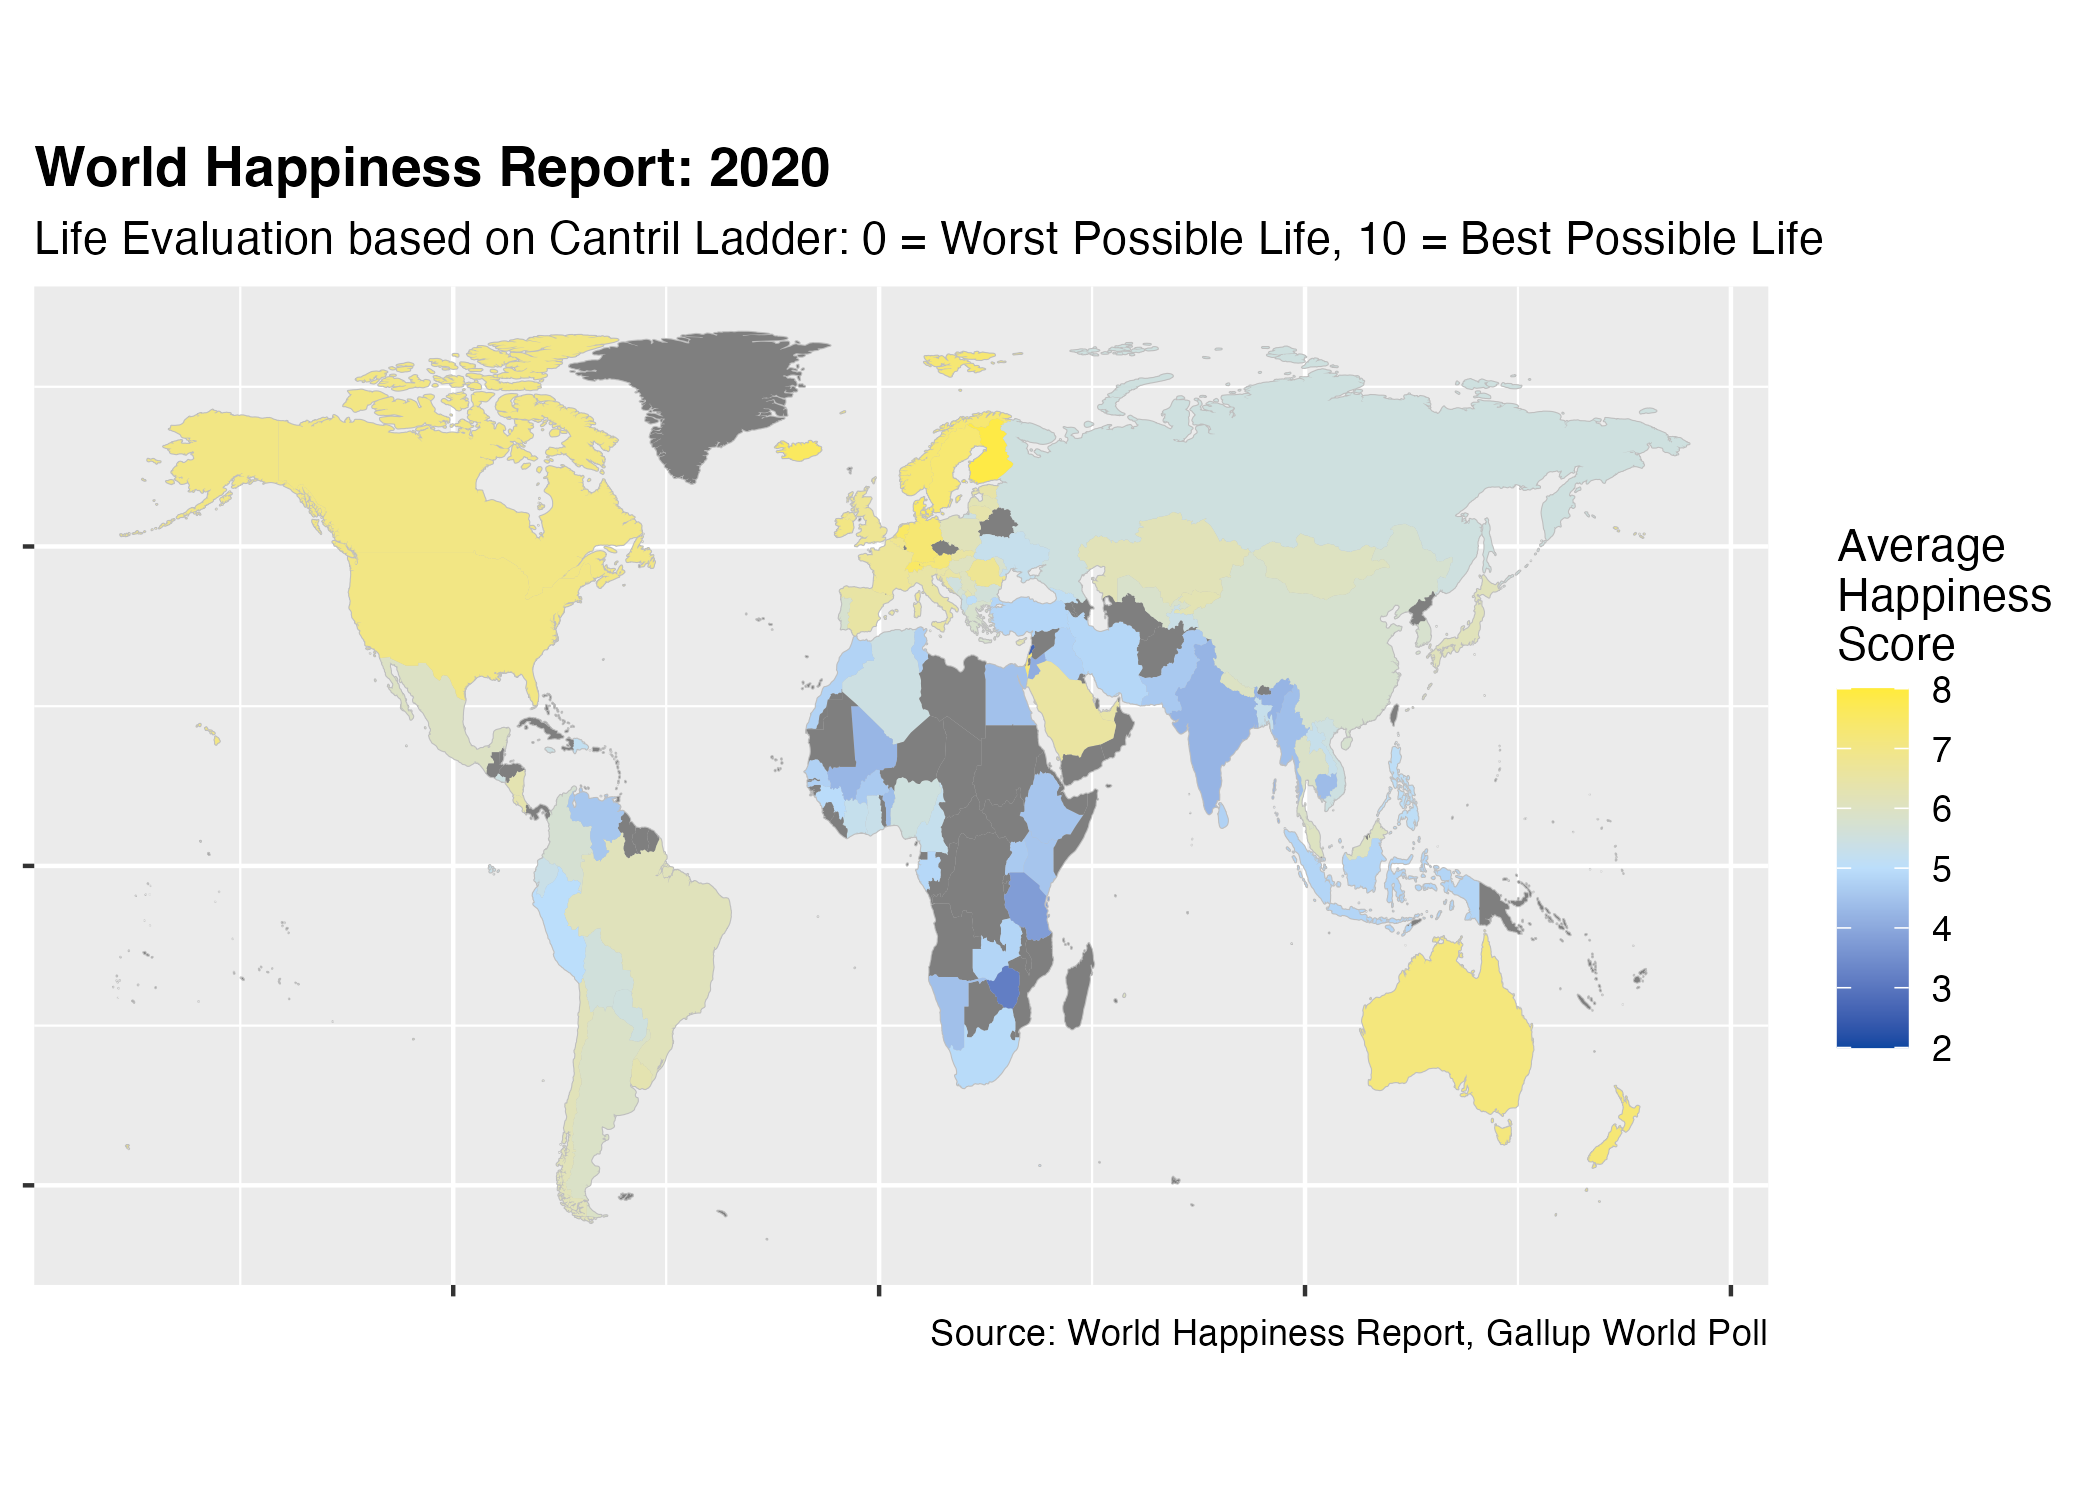 World Happiness Report: 2020
Life Evaluation based on Cantril Ladder: 0 = Worst Possible Life, 10 = Best Possible Life
Average
Happiness
Score
8
7
6
5
4
3
2
Source: World Happiness Report, Gallup World Poll